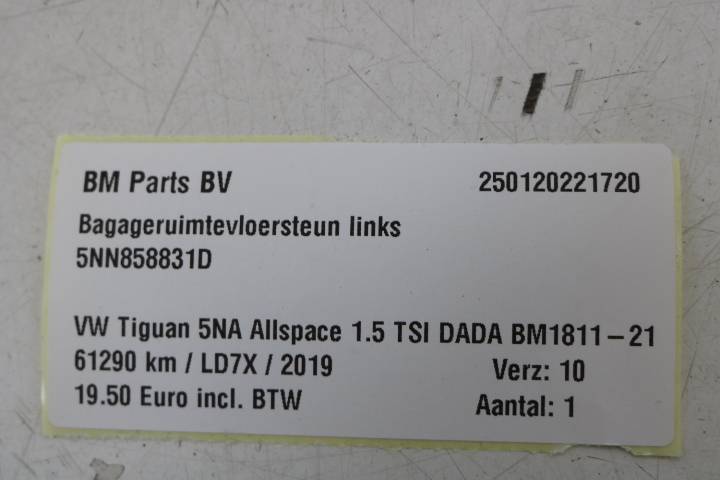 BM Parts BV 250120221720
Bagageruimtevloersteun links
5NN858831D
VW Tiguan 5NA Allspace 1.5 TSI DADA BM1811-21
61290 km / LD7X / 2019 Verz: 10
19.50 Euro incl. BTW Aantal: 1